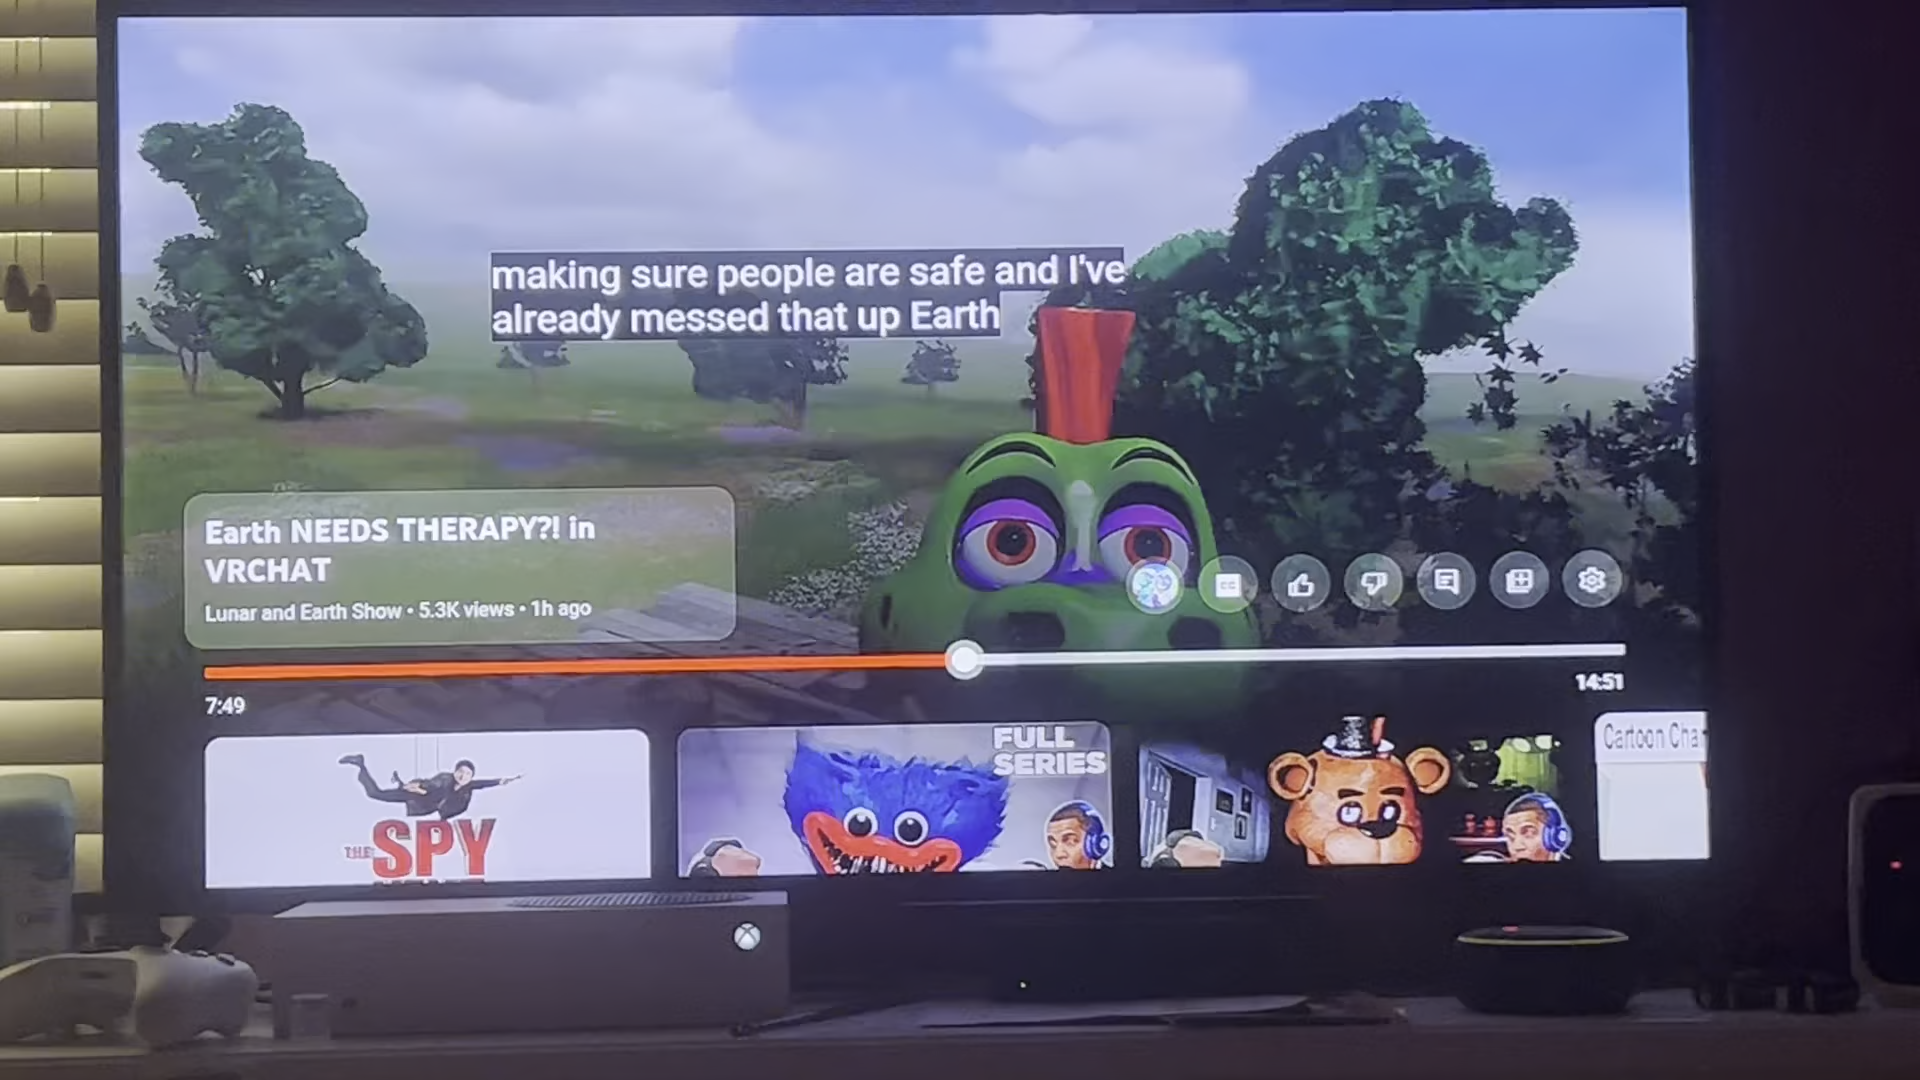 making sure people are safe and I've
already messed that up Earth
Earth NEEDS THERAPY?! in
VRCHAT
Lunar and Earth Show • 5.3K views • 1h ago
CC
7:49
14:51
THE SPY
FULL
SERIES
Cartoon Cha